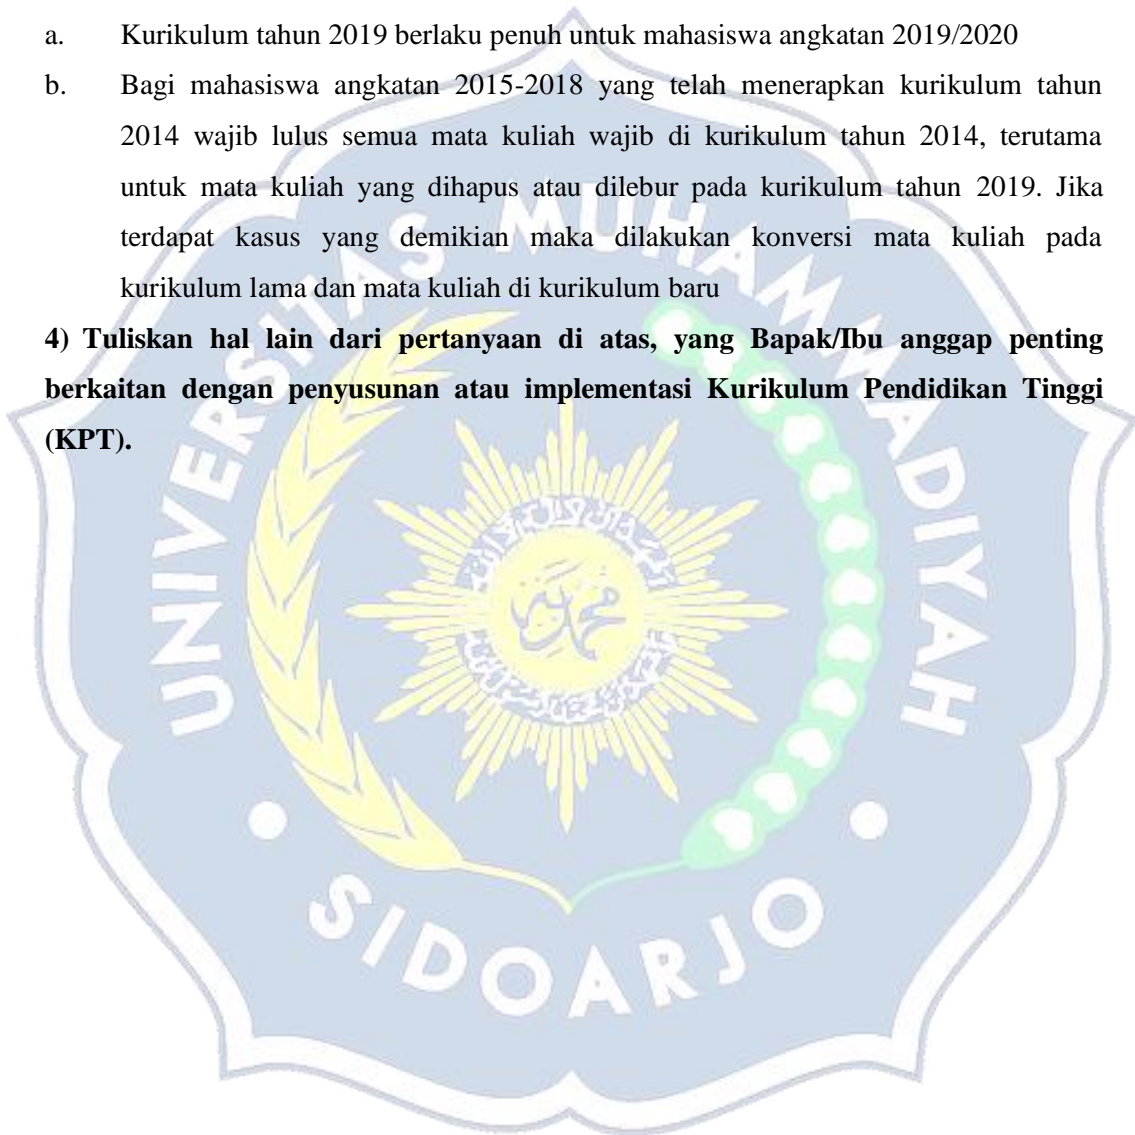 a. Kurikulum tahun 2019 berlaku penuh untuk mahasiswa angkatan 2019/2020
b. Bagi mahasiswa angkatan 2015-2018 yang telah menerapkan kurikulum tahun
2014 wajib lulus semua mata kuliah wajib di kurikulum tahun 2014, terutama
untuk mata kuliah yang dihapus atau dilebur pada kurikulum tahun 2019. Jika
terdapat kasus yang demikian maka dilakukan konversi mata kuliah pada
kurikulum lama dan mata kuliah di kurikulum baru
4) Tuliskan hal lain dari pertanyaan di atas, yang Bapak/Ibu anggap penting
berkaitan dengan penyusunan atau implementasi Kurikulum Pendidikan Tinggi
(KPT).
UNIVERSITAS MUHAMMADIYAH
محمد
SIDOARJO